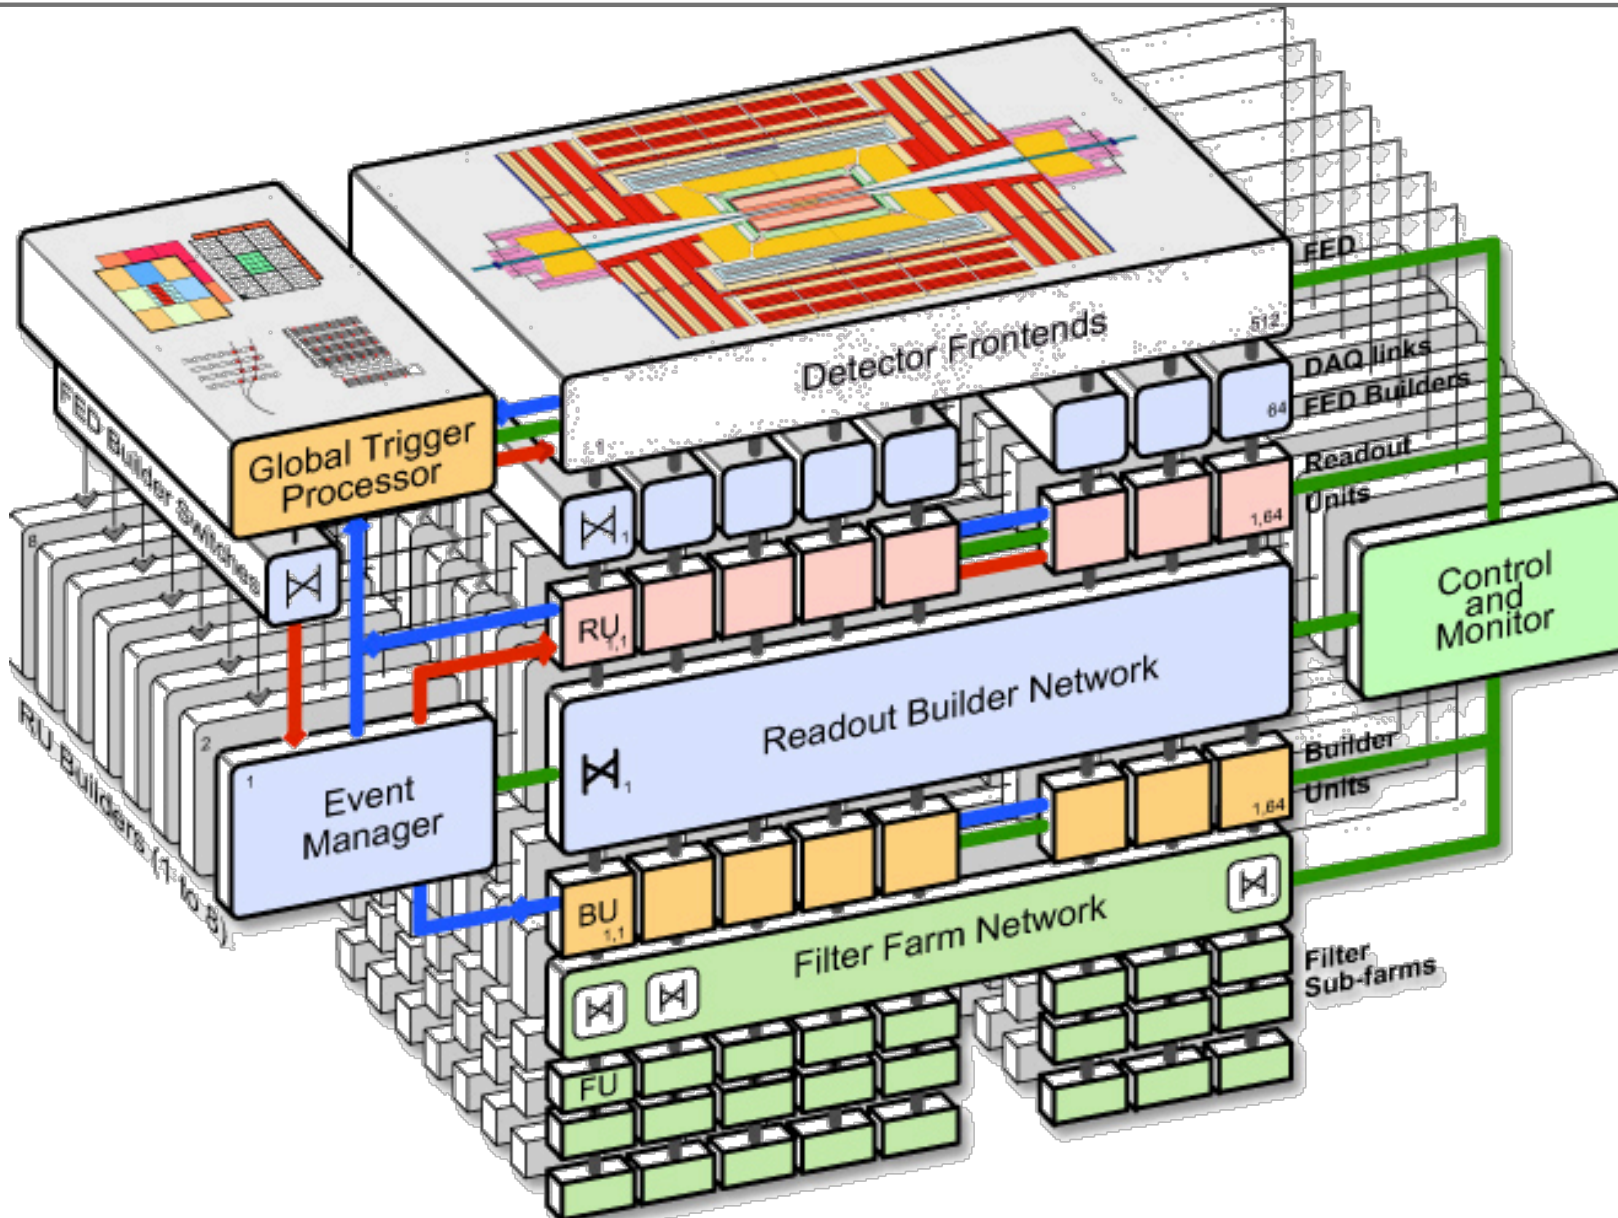 FED
512
Detector Frontends
DAQ links
FED Builders
64
1
Global Trigger
Processor
FED Builder Switches
Readout
Units
1
1,64
8
RU
1,1
Control
and
Monitor
Readout Builder Network
1
2
1
Event
Manager
RU Builders (1 to 8)
Builder
Units
1,64
BU
1,1
Filter Farm Network
Filter
Sub-farms
FU